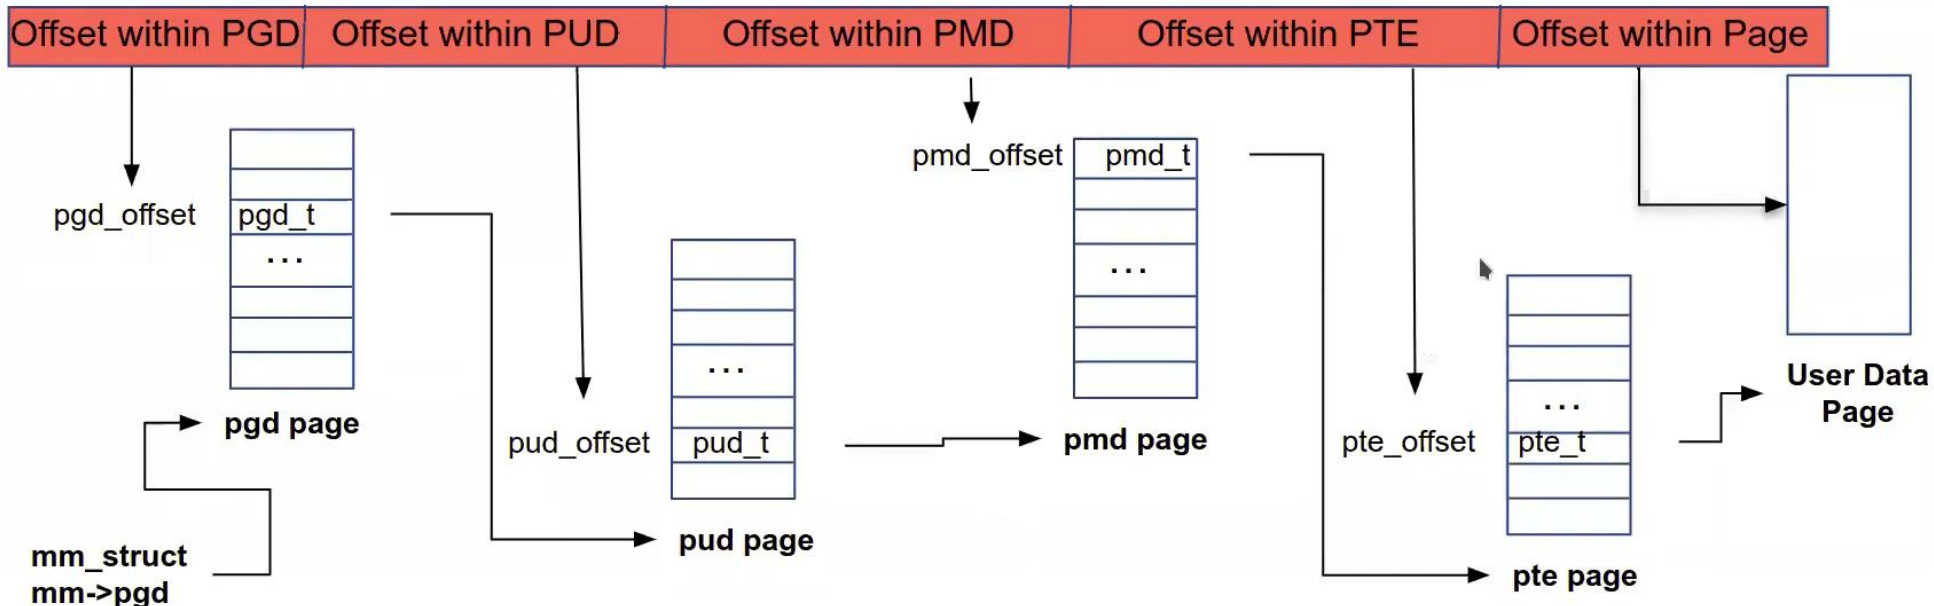 Offset within PGD
Offset within PUD
Offset within PMD
Offset within PTE
Offset within Page
pgd_offset
pgd_t
...
pgd page
mm_struct
mm->pgd
...
pud_offset
pud_t
pud page
pmd_offset
pmd_t
...
pmd page
...
pte_offset
pte_t
pte page
User Data
Page